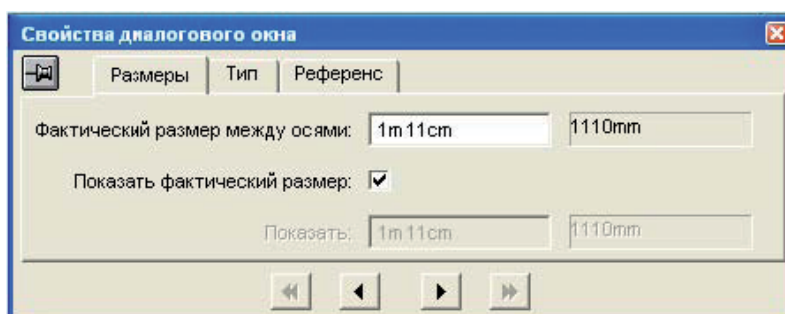 Свойства диалогового окна
Размеры Тип Референс
Фактический размер между осями: 1m11cm 1110mm
Показать фактический размер:
Показать: 1m11cm 1110mm